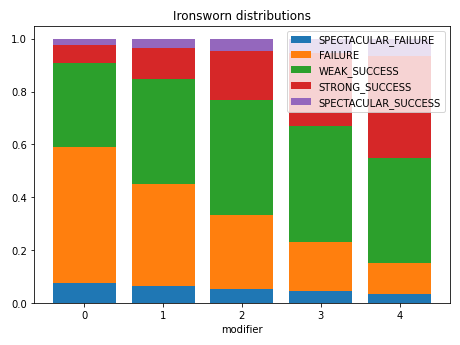 Ironsworn distributions
SPECTACULAR_FAILURE
FAILURE
WEAK_SUCCESS
STRONG_SUCCESS
SPECTACULAR_SUCCESS
1.0
0.8
0.6
0.4
0.2
0.0
0 1 2 3 4
modifier